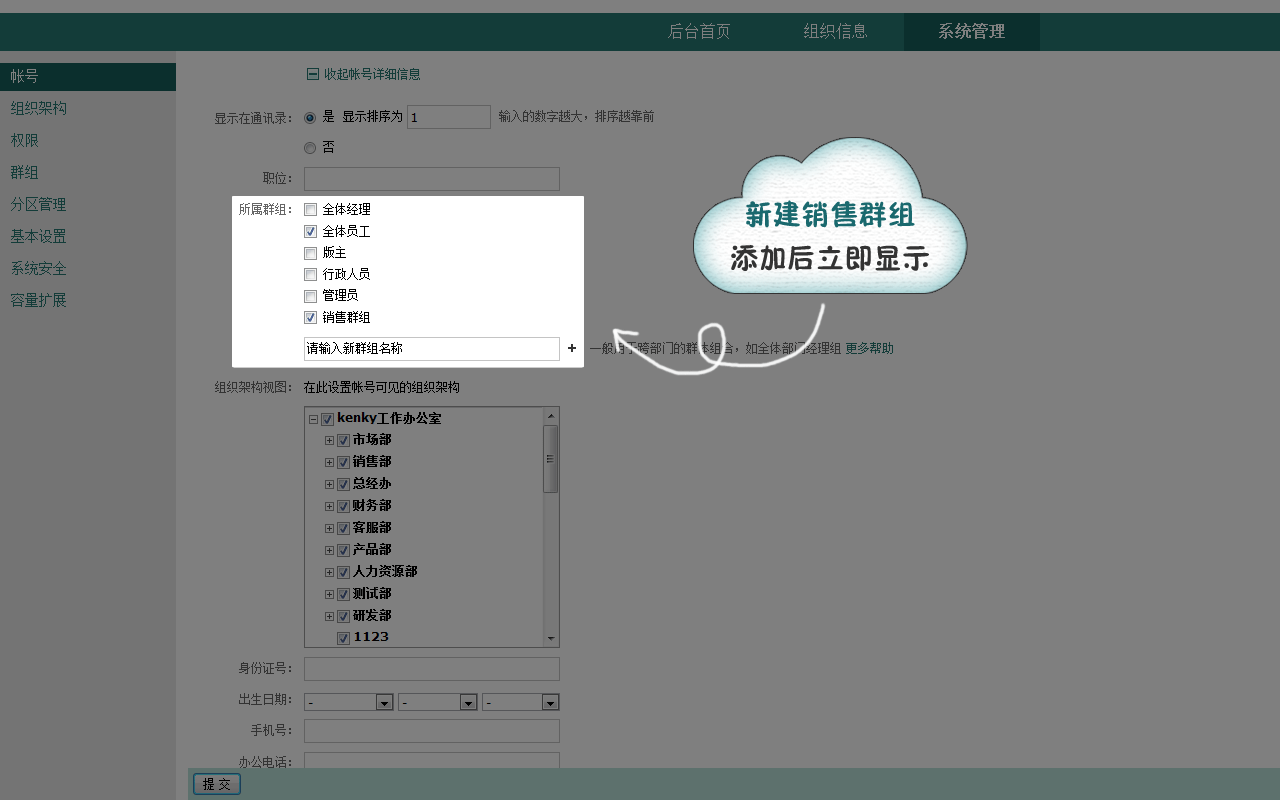 后台首页 组织信息 系统管理
帐号
组织架构
权限
群组
分区管理
基本设置
系统安全
容量扩展
收起帐号详细信息
显示在通讯录： 是 显示排序为 1 输入的数字越大，排序越靠前
否
职位：
所属群组： 全体经理
全体员工
版主
行政人员
管理员
销售群组
请输入新群组名称 + 一般用于跨部门的群体组合，如全体部门经理组 更多帮助
新建销售群组
添加后立即显示
组织架构视图： 在此设置帐号可见的组织架构
kenky工作办公室
市场部
销售部
总经办
财务部
客服部
产品部
人力资源部
测试部
研发部
1123
身份证号：
出生日期： - - -
手机号：
办公电话：
提 交